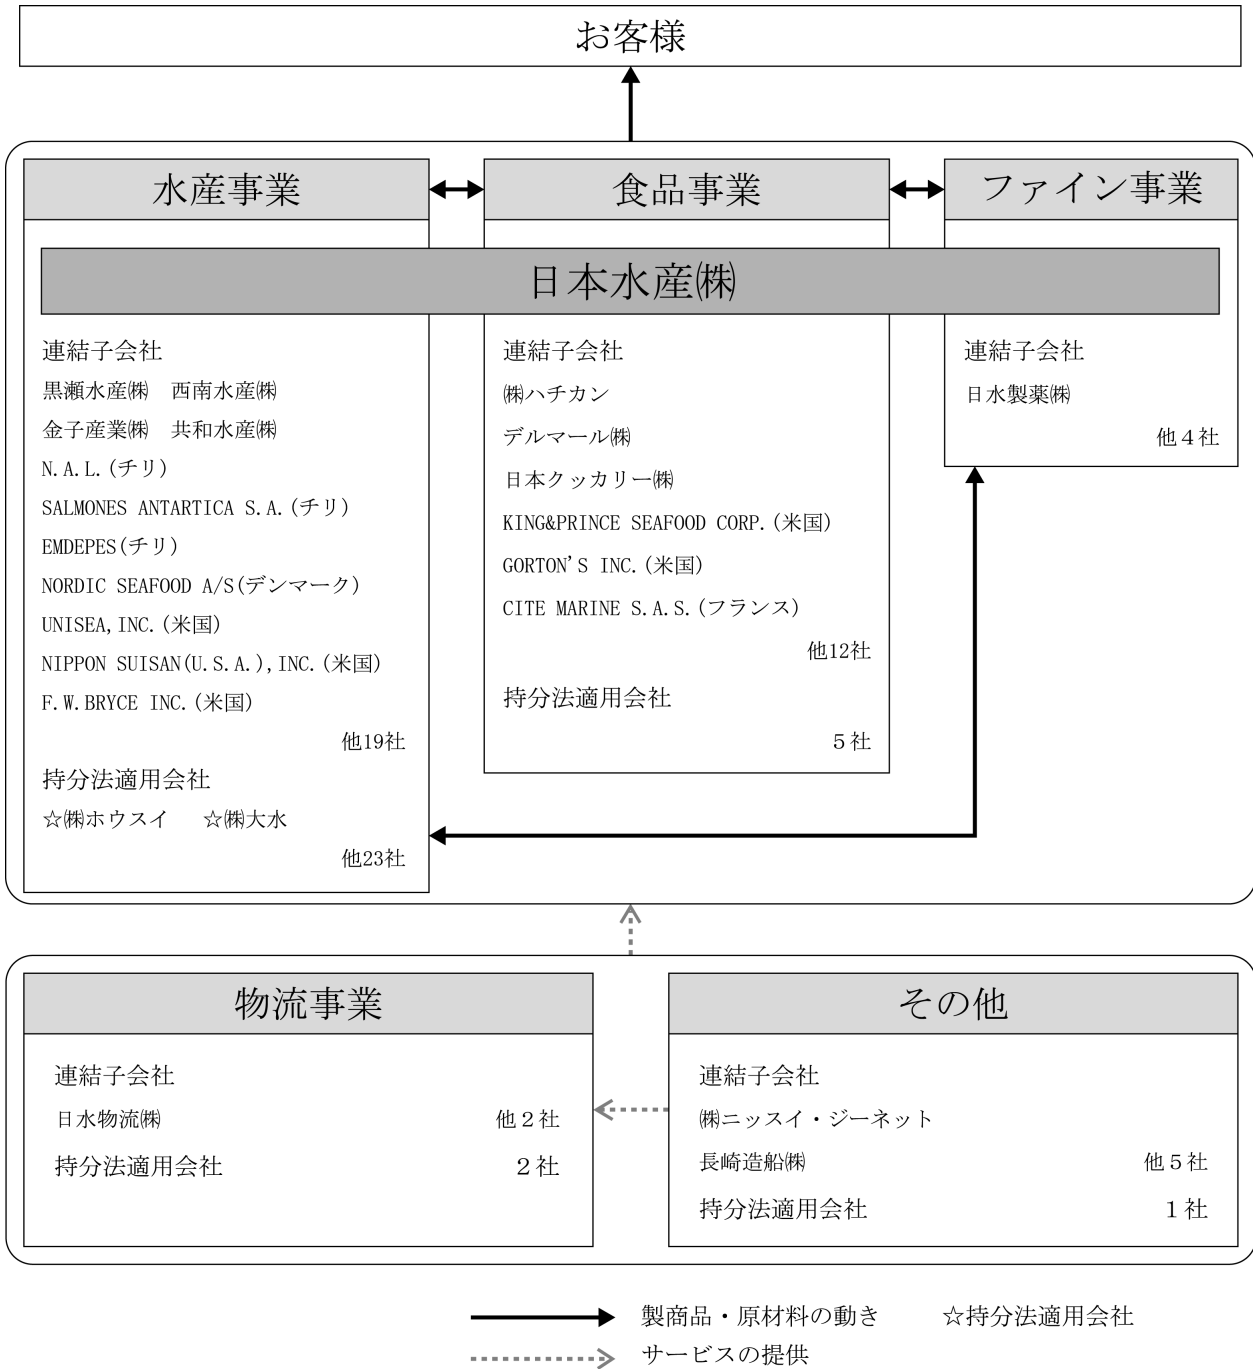 お客様
水産事業
食品事業
ファイン事業
日本水産㈱
連結子会社
黒瀬水産㈱　西南水産㈱
金子産業㈱　共和水産㈱
N.A.L.(チリ)
SALMONES ANTARTICA S.A.(チリ)
EMDEPES(チリ)
NORDIC SEAFOOD A/S(デンマーク)
UNISEA,INC.(米国)
NIPPON SUISAN(U.S.A.),INC.(米国)
F.W.BRYCE INC.(米国)
他19社
持分法適用会社
☆㈱ホウスイ　☆㈱大水
他23社
連結子会社
㈱ハチカン
デルマール㈱
日本クッカリー㈱
KING&PRINCE SEAFOOD CORP.(米国)
GORTON'S INC.(米国)
CITE MARINE S.A.S.(フランス)
他12社
持分法適用会社
５社
連結子会社
日水製薬㈱
他４社
物流事業
連結子会社
日水物流㈱　他２社
持分法適用会社　２社
その他
連結子会社
㈱ニッスイ・ジーネット
長崎造船㈱　他５社
持分法適用会社　１社
製商品・原材料の動き　☆持分法適用会社
サービスの提供